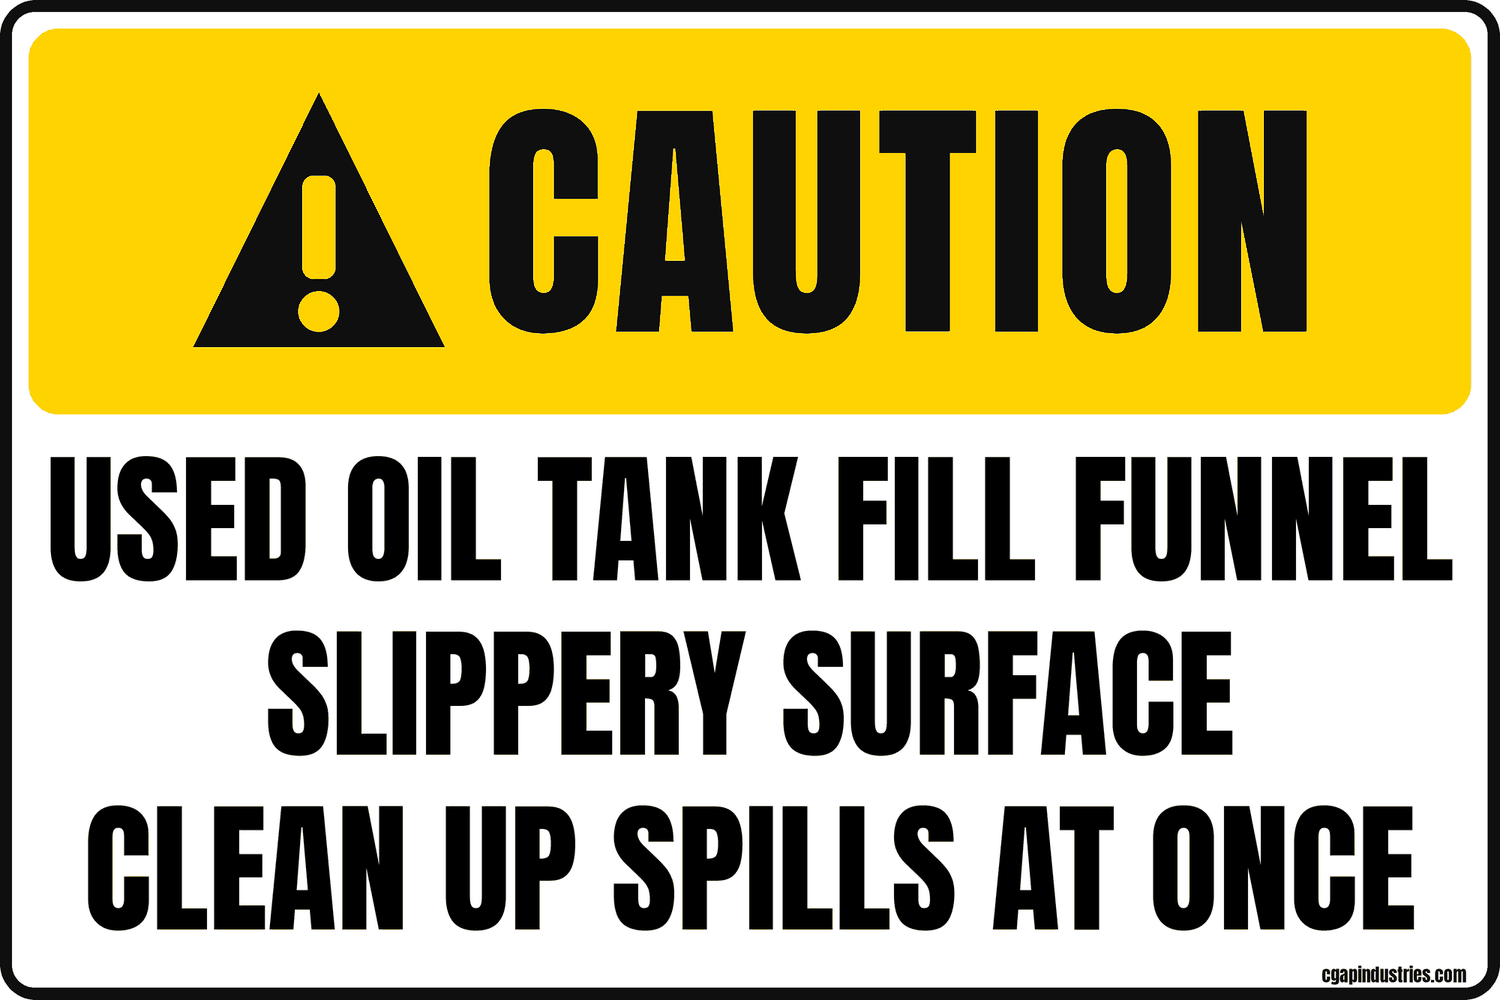 CAUTION
USED OIL TANK FILL FUNNEL
SLIPPERY SURFACE
CLEAN UP SPILLS AT ONCE
cgapindustries.com